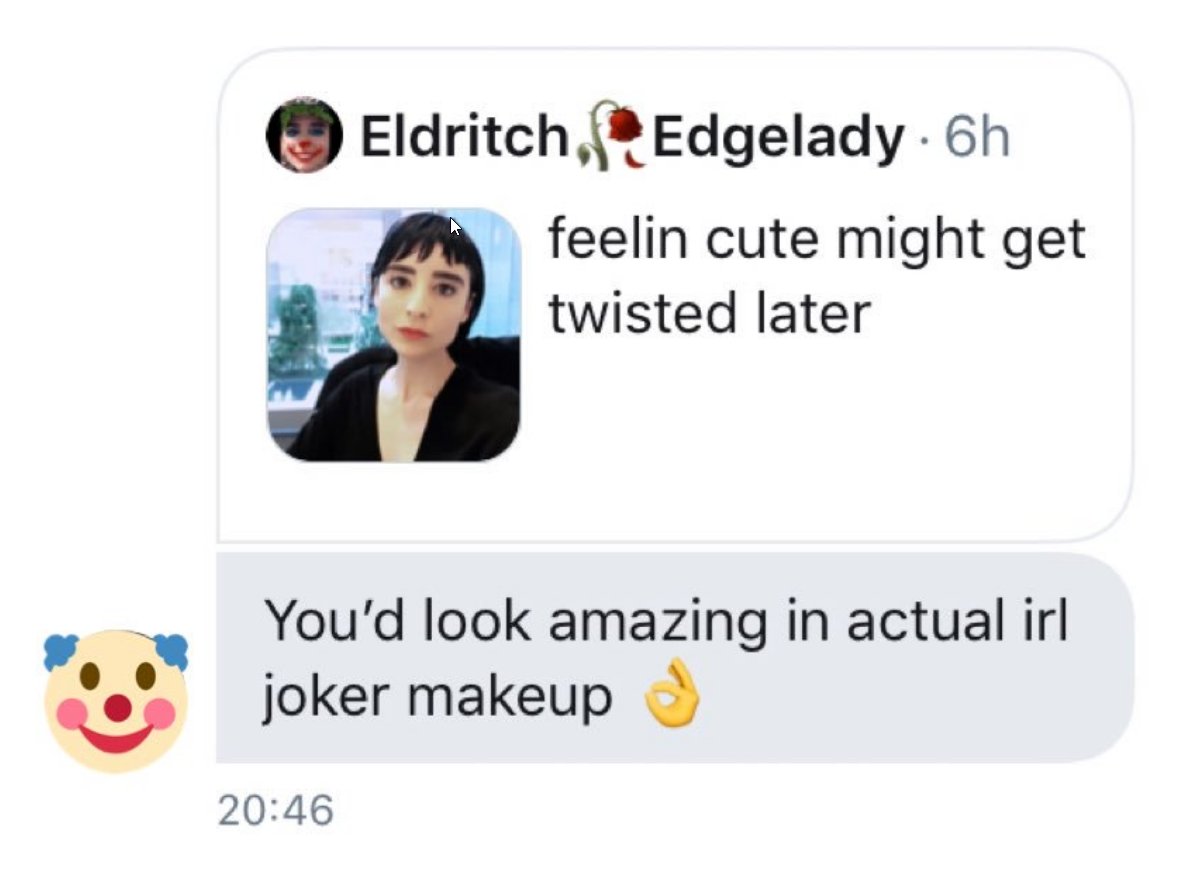 Eldritch🥀Edgelady · 6h
feelin cute might get
twisted later
You’d look amazing in actual irl
joker makeup 👌
20:46